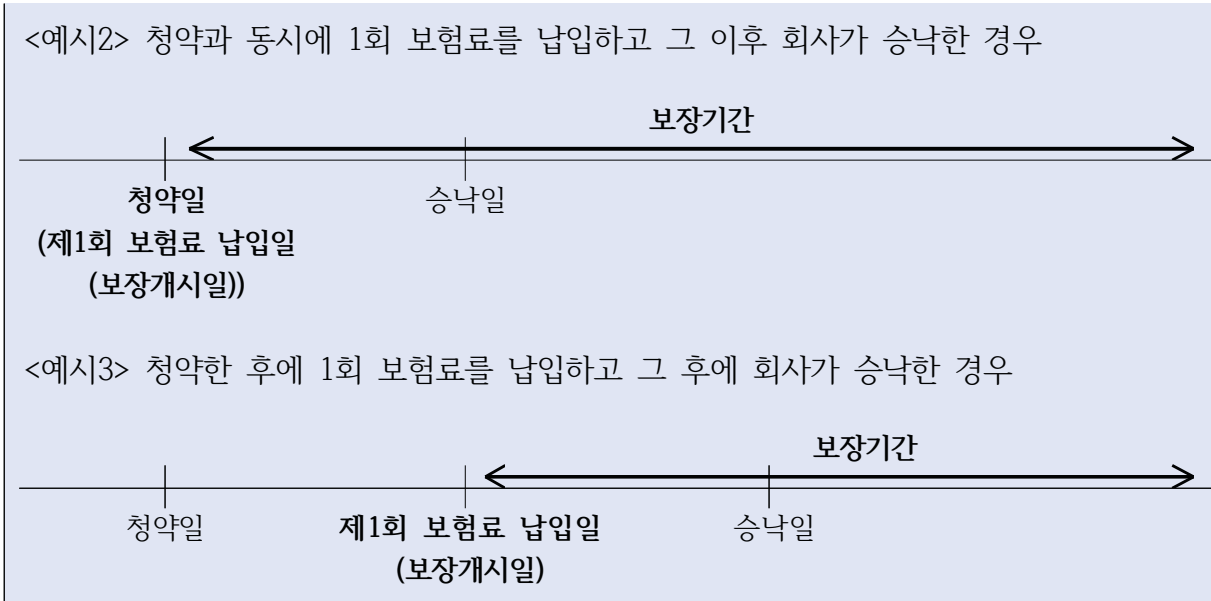 <예시2> 청약과 동시에 1회 보험료를 납입하고 그 이후 회사가 승낙한 경우
보장기간
청약일 승낙일
(제1회 보험료 납입일
(보장개시일))
<예시3> 청약한 후에 1회 보험료를 납입하고 그 후에 회사가 승낙한 경우
보장기간
청약일 제1회 보험료 납입일 승낙일
(보장개시일)